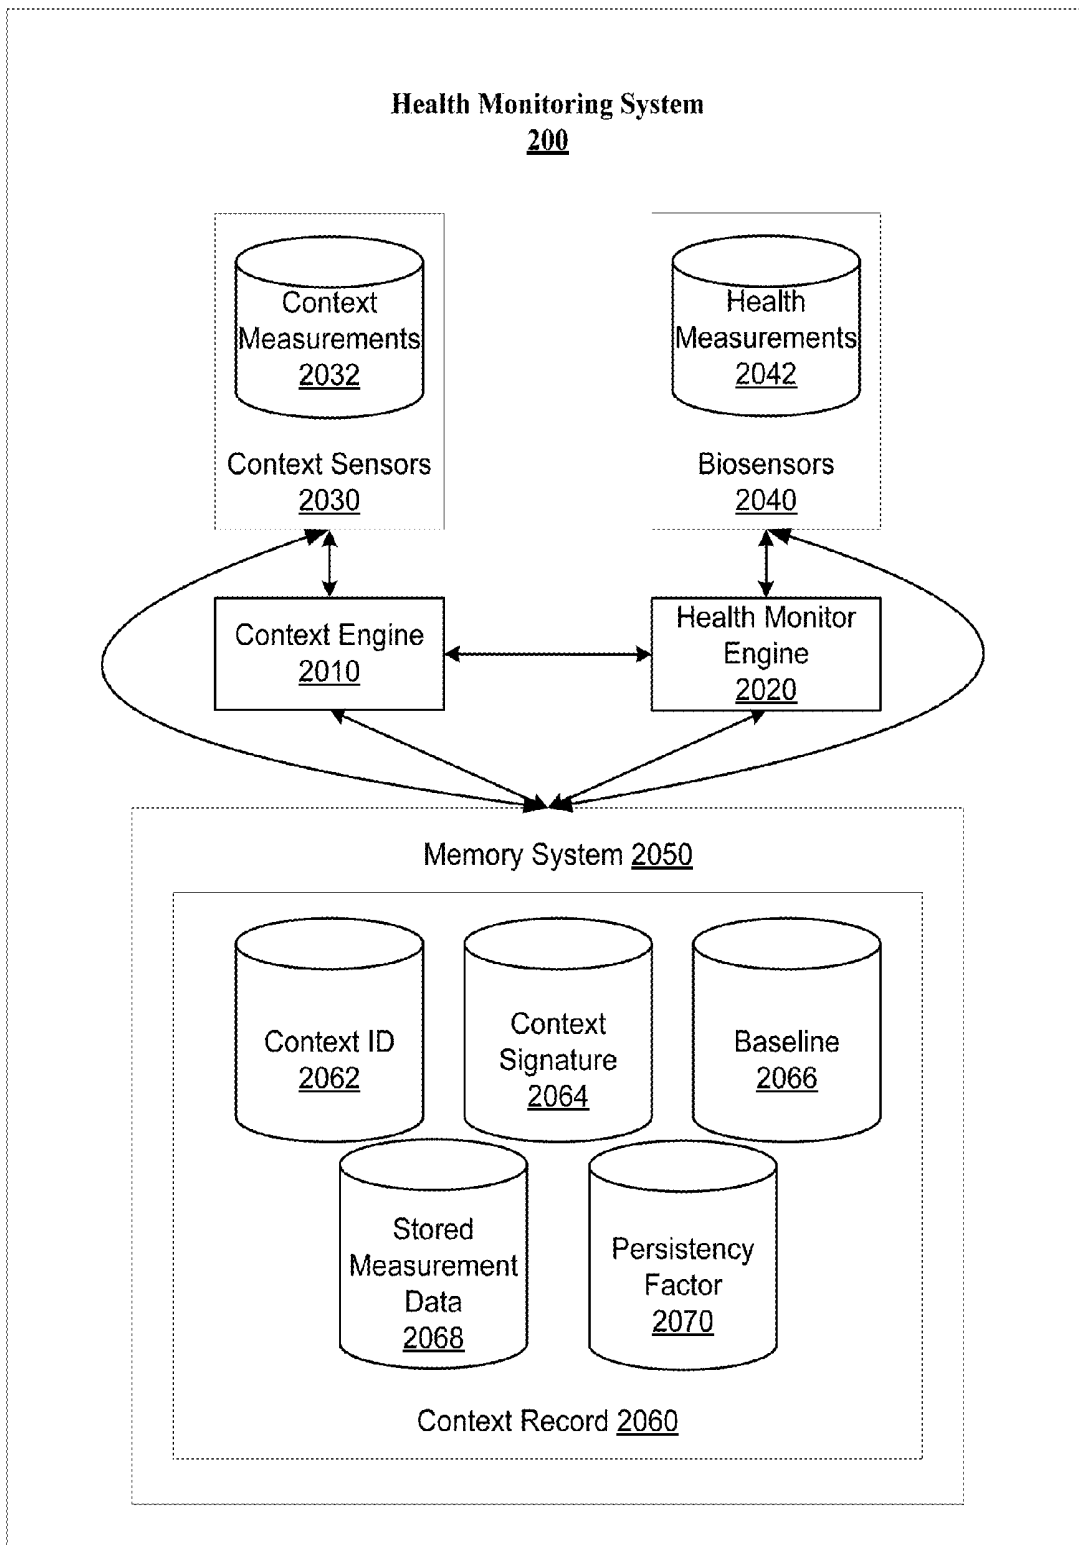 Health Monitoring System
200
Context
Measurements
2032
Context Sensors
2030
Health
Measurements
2042
Biosensors
2040
Context Engine
2010
Health Monitor
Engine
2020
Memory System 2050
Context ID
2062
Context
Signature
2064
Baseline
2066
Stored
Measurement
Data
2068
Persistency
Factor
2070
Context Record 2060